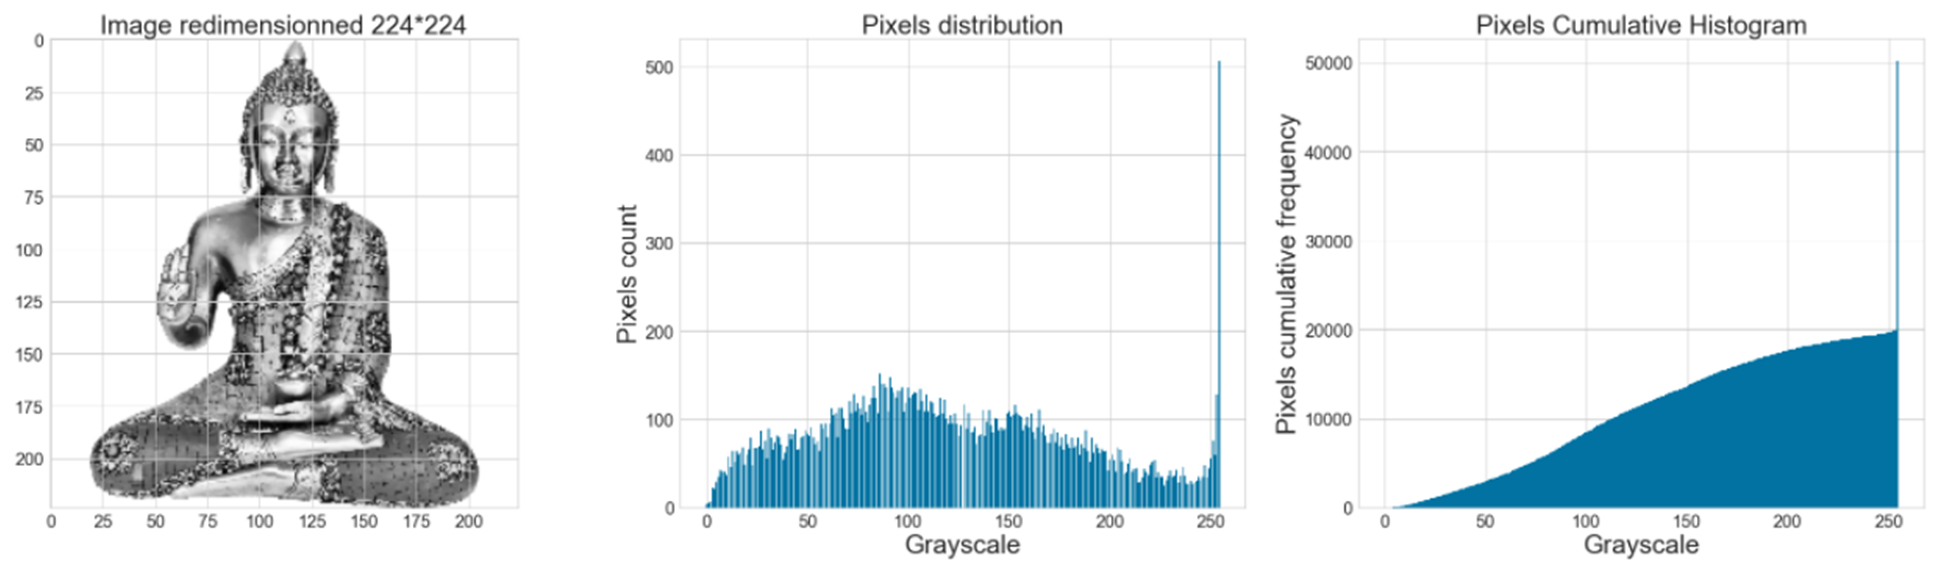 Image redimensionned 224*224
0
25
50
75
100
125
150
175
200
0 25 50 75 100 125 150 175 200
Pixels distribution
Pixels count
500
400
300
200
100
0
0 50 100 150 200 250
Grayscale
Pixels Cumulative Histogram
Pixels cumulative frequency
50000
40000
30000
20000
10000
0
0 50 100 150 200 250
Grayscale